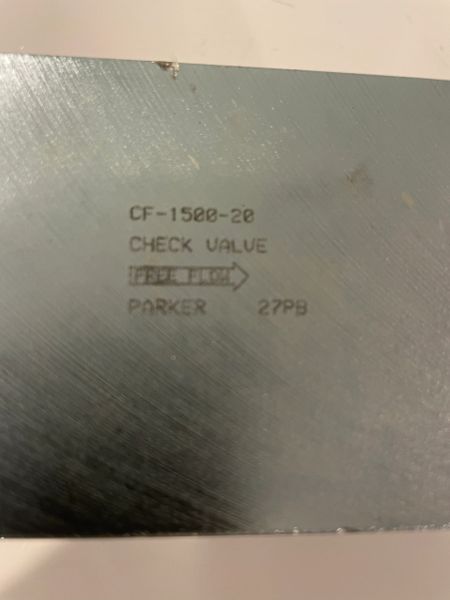 CF-1500-20
CHECK VALVE
FREE FLOW
PARKER 27PB